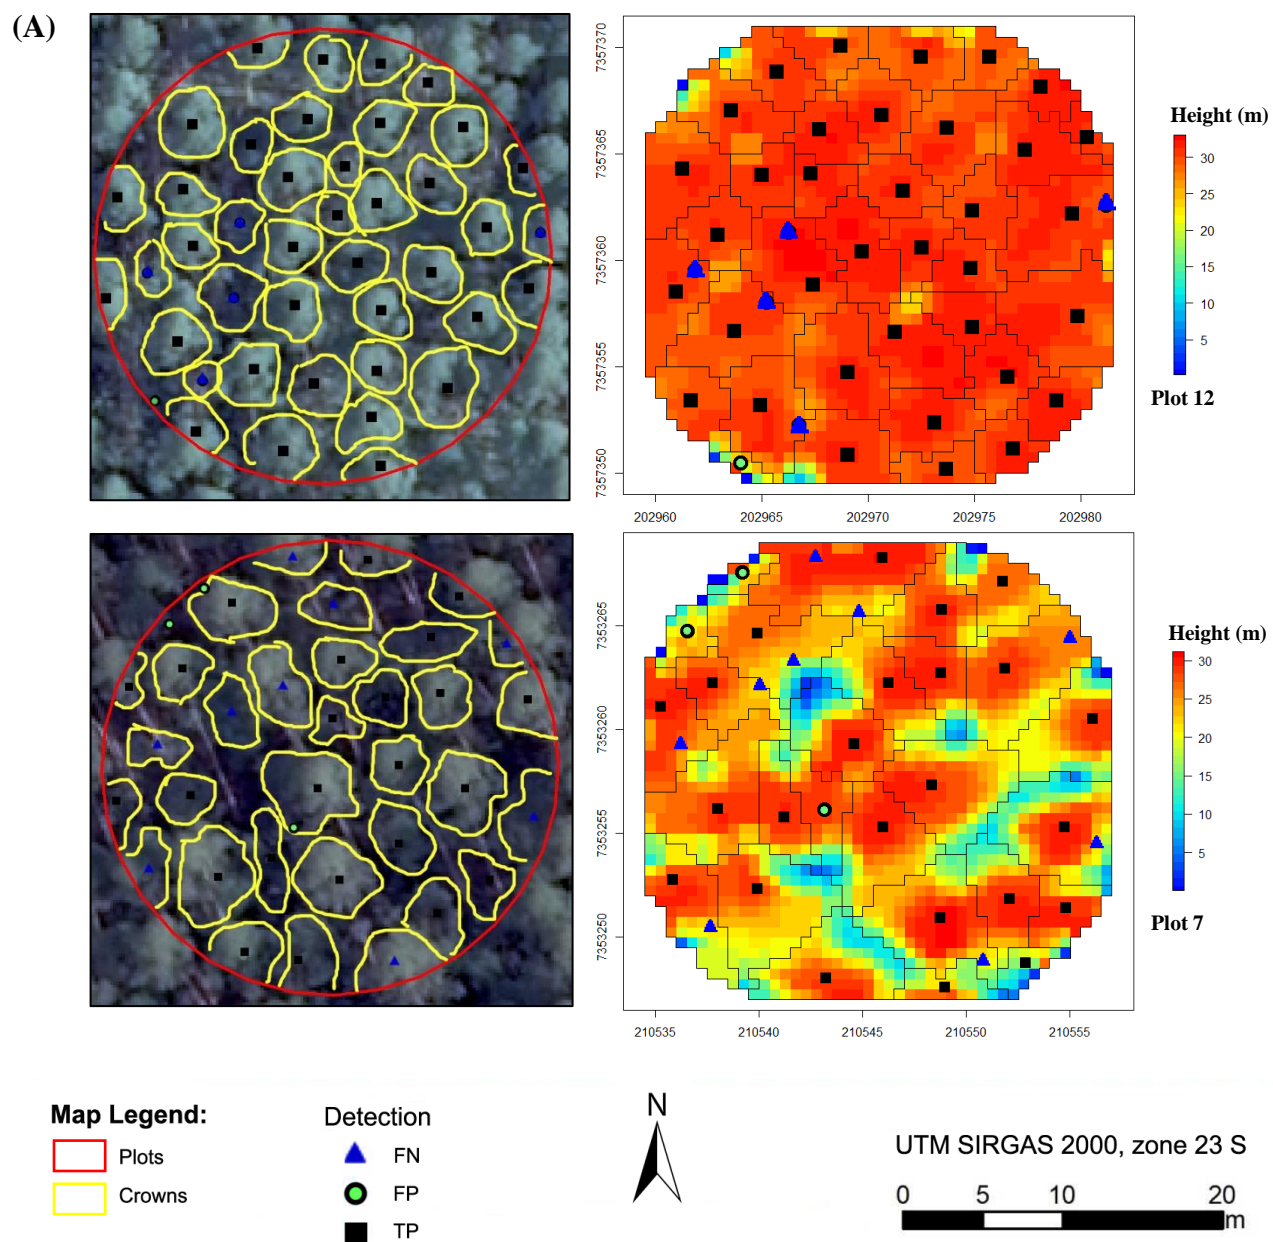 (A)
7357370
7357365
7357360
7357355
7357350
202960 202965 202970 202975 202980
Height (m)
30
25
20
15
10
5
Plot 12
7353265
7353260
7353255
7353250
210535 210540 210545 210550 210555
Height (m)
30
25
20
15
10
5
Plot 7
Map Legend:
Plots
Crowns
Detection
FN
FP
TP
N
UTM SIRGAS 2000, zone 23 S
0 5 10 20
m